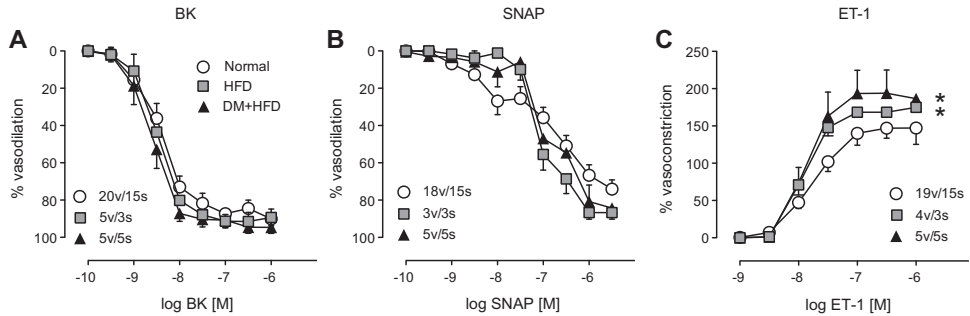 BK
SNAP
ET-1
A
% vasodilation
0
20
40
60
80
100
Normal
HFD
DM+HFD
20v/15s
5v/3s
5v/5s
-10
-9
-8
-7
-6
log BK [M]
B
% vasodilation
0
20
40
60
80
100
18v/15s
3v/3s
5v/5s
-10
-9
-8
-7
-6
log SNAP [M]
C
% vasoconstriction
250
200
150
100
50
0
*
*
19v/15s
4v/3s
5v/5s
-9
-8
-7
-6
log ET-1 [M]